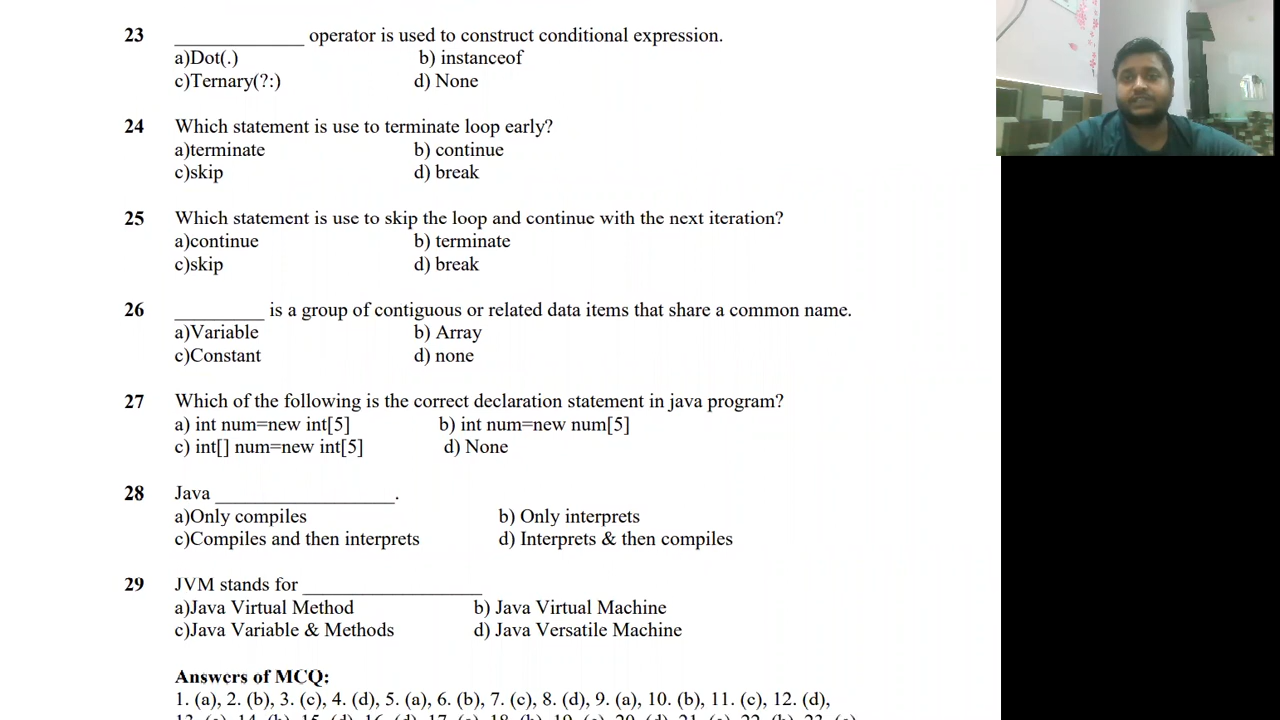 23 _____________ operator is used to construct conditional expression.
a)Dot(.) b) instanceof
c)Ternary(?:) d) None
24 Which statement is use to terminate loop early?
a)terminate b) continue
c)skip d) break
25 Which statement is use to skip the loop and continue with the next iteration?
a)continue b) terminate
c)skip d) break
26 _________ is a group of contiguous or related data items that share a common name.
a)Variable b) Array
c)Constant d) none
27 Which of the following is the correct declaration statement in java program?
a) int num=new int[5] b) int num=new num[5]
c) int[] num=new int[5] d) None
28 Java __________________.
a)Only compiles b) Only interprets
c)Compiles and then interprets d) Interprets & then compiles
29 JVM stands for __________________
a)Java Virtual Method b) Java Virtual Machine
c)Java Variable & Methods d) Java Versatile Machine
Answers of MCQ:
1. (a), 2. (b), 3. (c), 4. (d), 5. (a), 6. (b), 7. (c), 8. (d), 9. (a), 10. (b), 11. (c), 12. (d),